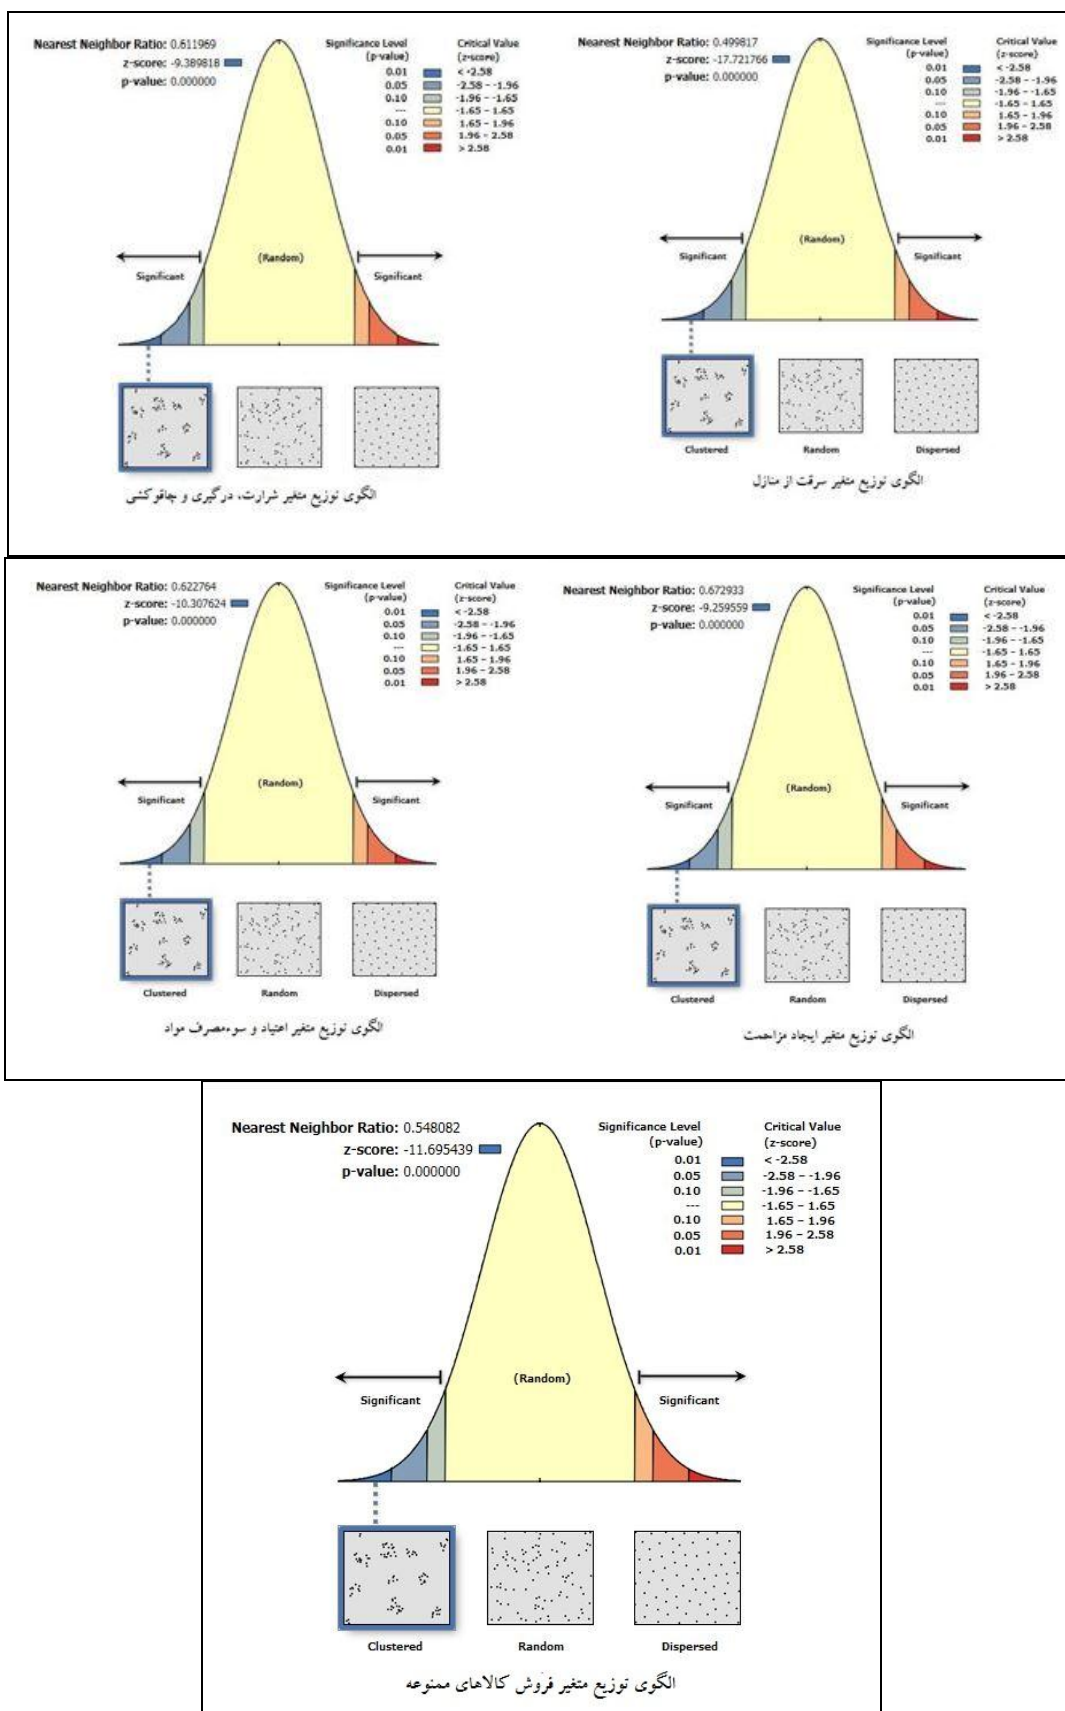 Nearest Neighbor Ratio: 0.611969
z-score: -9.389818
p-value: 0.000000
Significance Level (p-value)
Critical Value (z-score)
0.01 < -2.58
0.05 -2.58 – -1.96
0.10 -1.96 – -1.65
--- -1.65 – 1.65
0.10 1.65 – 1.96
0.05 1.96 – 2.58
0.01 > 2.58
(Random)
Significant
Significant
الگوی توزیع متغیر شرارت، درگیری و چاقوکشی
Nearest Neighbor Ratio: 0.499817
z-score: -17.721766
p-value: 0.000000
Significance Level (p-value)
Critical Value (z-score)
0.01 < -2.58
0.05 -2.58 – -1.96
0.10 -1.96 – -1.65
--- -1.65 – 1.65
0.10 1.65 – 1.96
0.05 1.96 – 2.58
0.01 > 2.58
(Random)
Significant
Significant
Clustered Random Dispersed
الگوی توزیع متغیر سرقت از منازل
Nearest Neighbor Ratio: 0.622764
z-score: -10.307624
p-value: 0.000000
Significance Level (p-value)
Critical Value (z-score)
0.01 < -2.58
0.05 -2.58 – -1.96
0.10 -1.96 – -1.65
--- -1.65 – 1.65
0.10 1.65 – 1.96
0.05 1.96 – 2.58
0.01 > 2.58
(Random)
Significant
Significant
Clustered Random Dispersed
الگوی توزیع متغیر اعتیاد و سوءمصرف مواد
Nearest Neighbor Ratio: 0.672933
z-score: -9.259559
p-value: 0.000000
Significance Level (p-value)
Critical Value (z-score)
0.01 < -2.58
0.05 -2.58 – -1.96
0.10 -1.96 – -1.65
--- -1.65 – 1.65
0.10 1.65 – 1.96
0.05 1.96 – 2.58
0.01 > 2.58
(Random)
Significant
Significant
Clustered Random Dispersed
الگوی توزیع متغیر ایجاد مزاحمت
Nearest Neighbor Ratio: 0.548082
z-score: -11.695439
p-value: 0.000000
Significance Level (p-value)
Critical Value (z-score)
0.01 < -2.58
0.05 -2.58 – -1.96
0.10 -1.96 – -1.65
--- -1.65 – 1.65
0.10 1.65 – 1.96
0.05 1.96 – 2.58
0.01 > 2.58
(Random)
Significant
Significant
Clustered Random Dispersed
الگوی توزیع متغیر فروش کالاهای ممنوعه